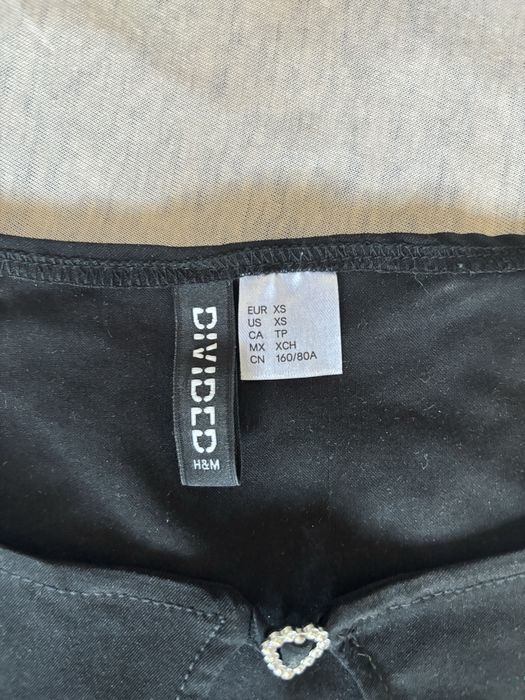 DIVIDED
H&M
EUR XS
US XS
CA TP
MX XCH
CN 160/80A